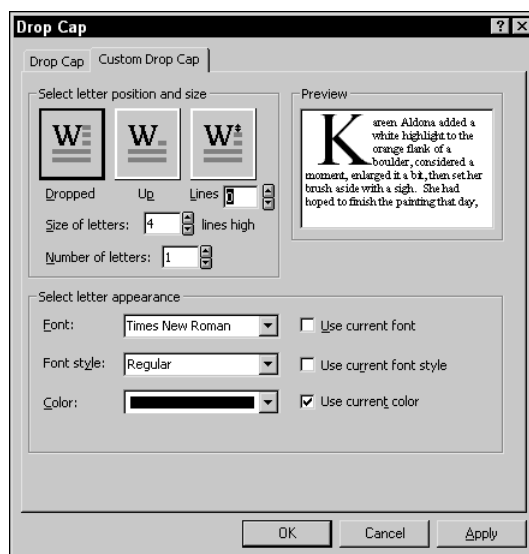 Drop Cap
Drop Cap Custom Drop Cap
Select letter position and size
W W W
Dropped Up Lines 0
Size of letters: 4 lines high
Number of letters: 1
Preview
Kareen Aldona added a
white highlight to the
orange flank of a
boulder, considered a
moment, enlarged it a bit, then set her
brush aside with a sigh. She had
hoped to finish the painting that day,
Select letter appearance
Font: Times New Roman Use current font
Font style: Regular Use current font style
Color: Use current color
OK Cancel Apply